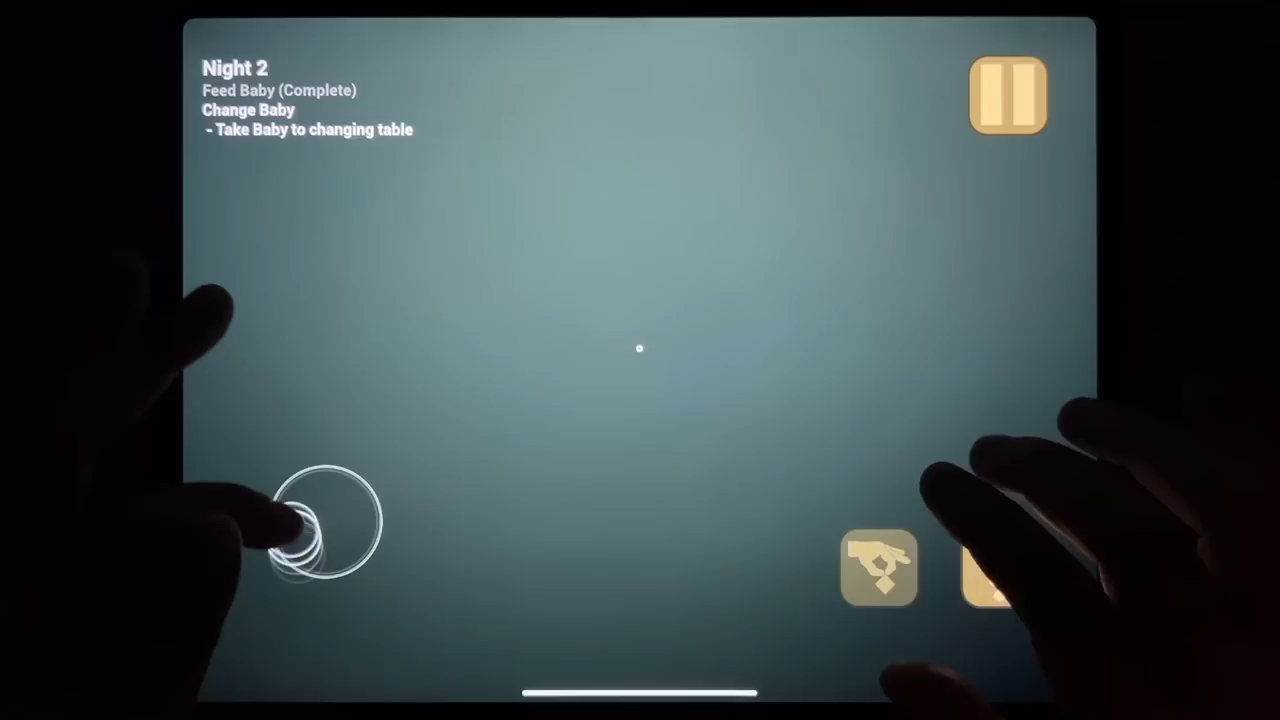 Night 2
Feed Baby (Complete)
Change Baby
- Take Baby to changing table